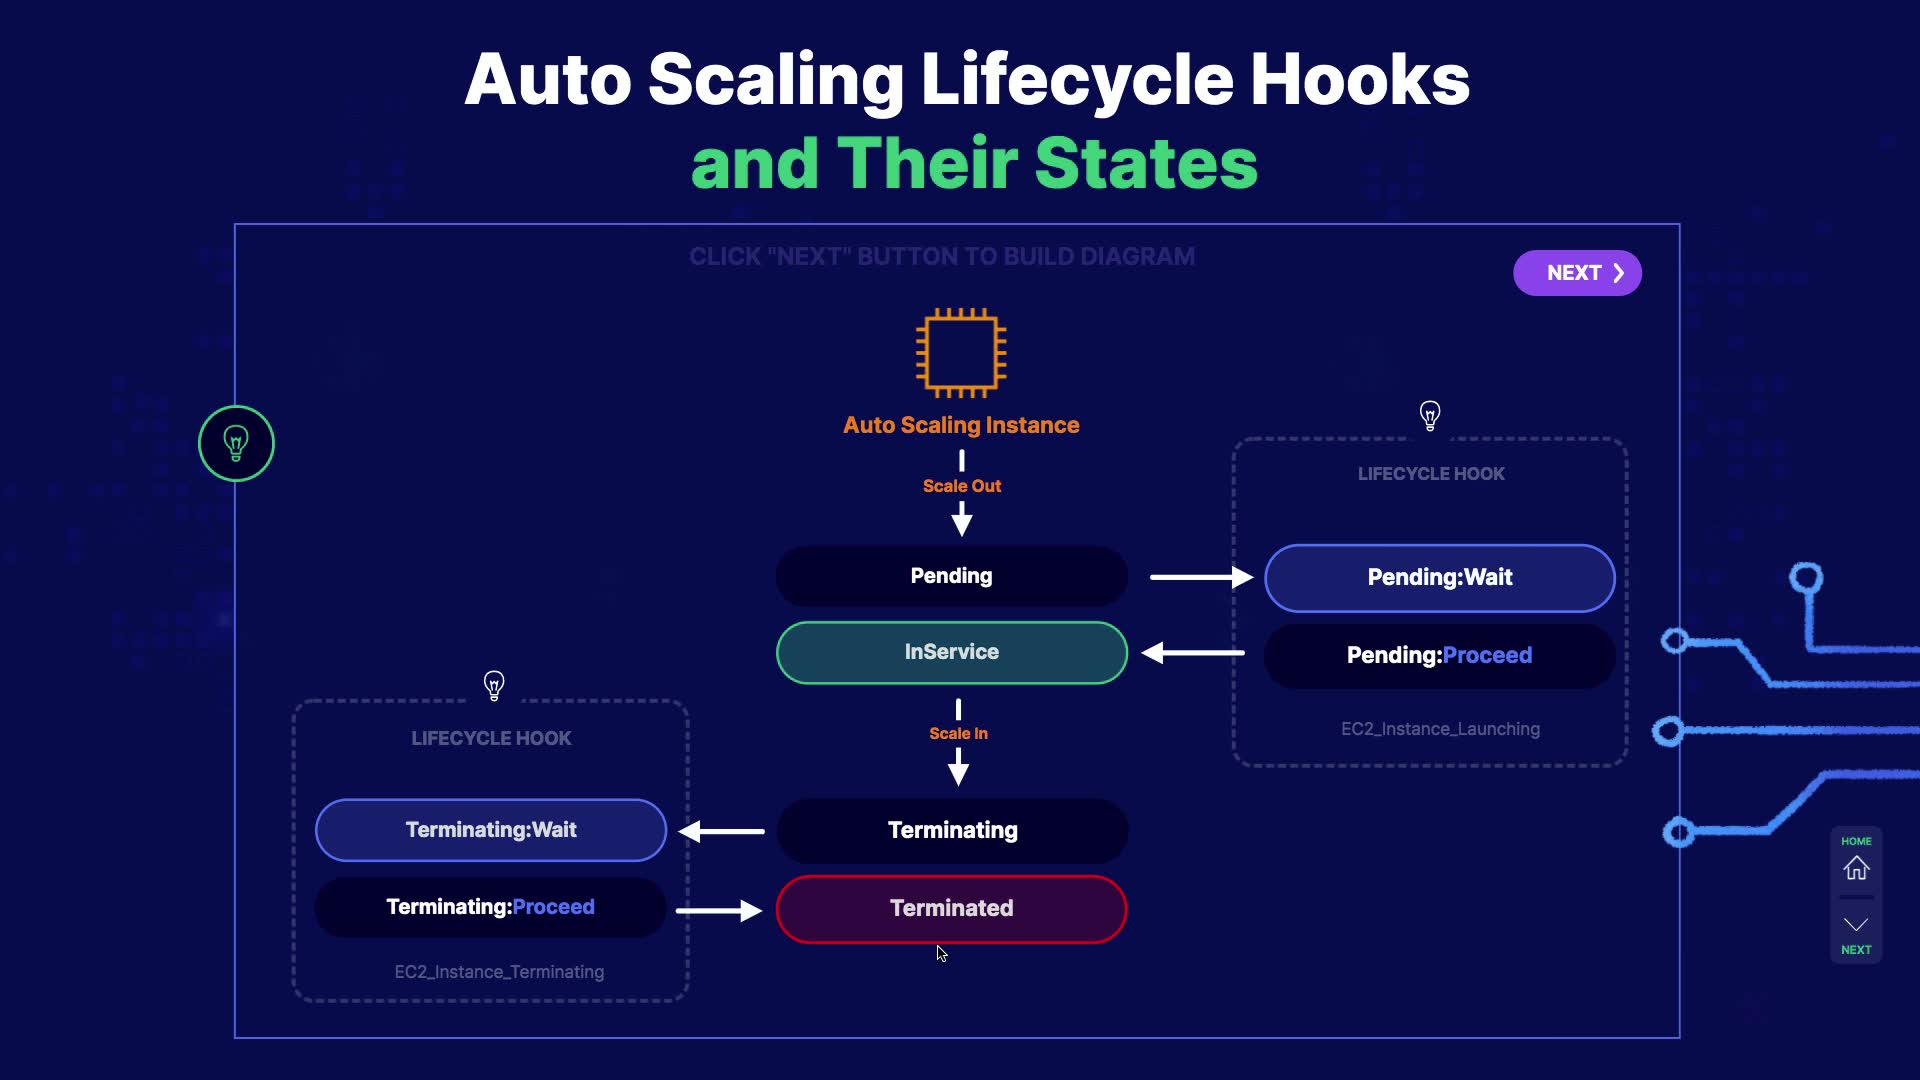 Auto Scaling Lifecycle Hooks
and Their States
CLICK "NEXT" BUTTON TO BUILD DIAGRAM
NEXT
Auto Scaling Instance
Scale Out
LIFECYCLE HOOK
Pending
Pending:Wait
InService
Pending:Proceed
EC2_Instance_Launching
Scale In
LIFECYCLE HOOK
Terminating:Wait
Terminating
Terminating:Proceed
Terminated
EC2_Instance_Terminating
HOME
NEXT